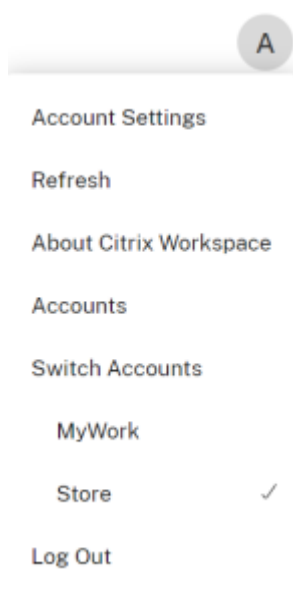 A
Account Settings
Refresh
About Citrix Workspace
Accounts
Switch Accounts
MyWork
Store
Log Out